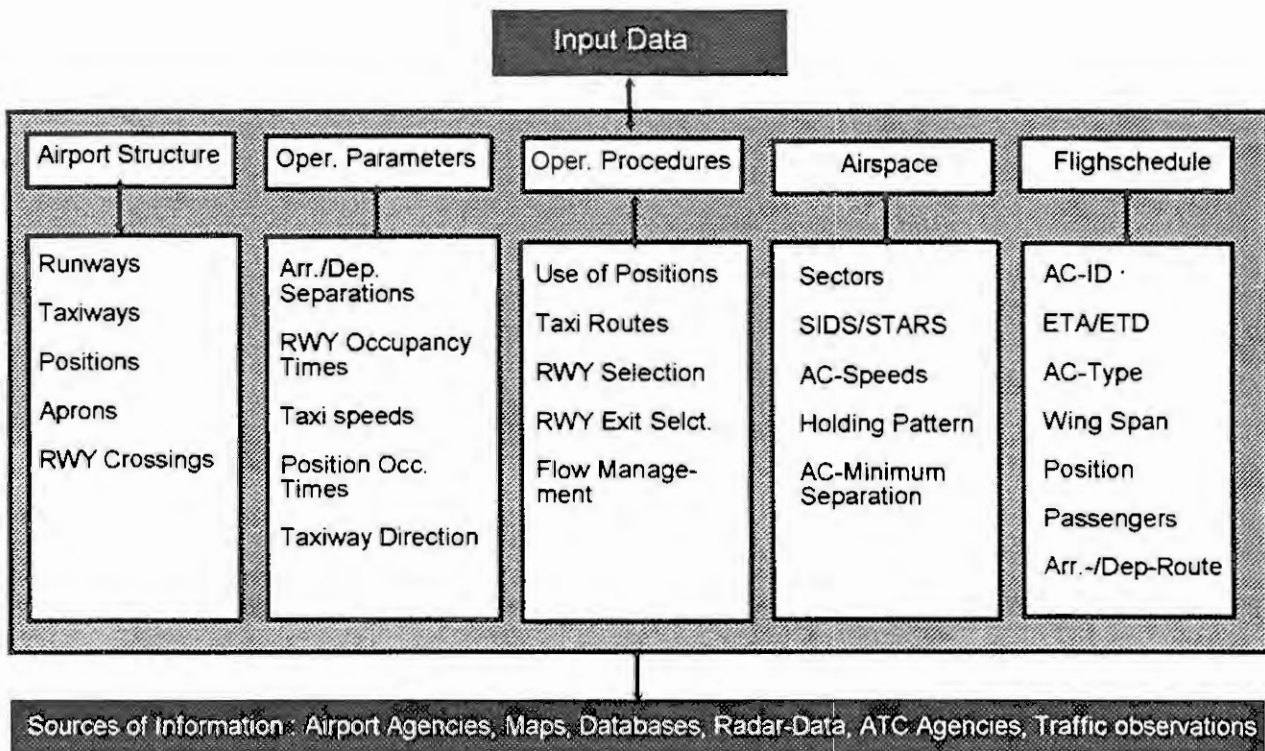 Input Data
Airport Structure
Oper. Parameters
Oper. Procedures
Airspace
Flighschedule
Runways
Taxiways
Positions
Aprons
RWY Crossings
Arr./Dep.
Separations
RWY Occupancy
Times
Taxi speeds
Position Occ.
Times
Taxiway Direction
Use of Positions
Taxi Routes
RWY Selection
RWY Exit Selct.
Flow Manage-
ment
Sectors
SIDS/STARS
AC-Speeds
Holding Pattern
AC-Minimum
Separation
AC-ID
ETA/ETD
AC-Type
Wing Span
Position
Passengers
Arr.-/Dep-Route
Sources of Information : Airport Agencies, Maps, Databases, Radar-Data, ATC Agencies, Traffic observations